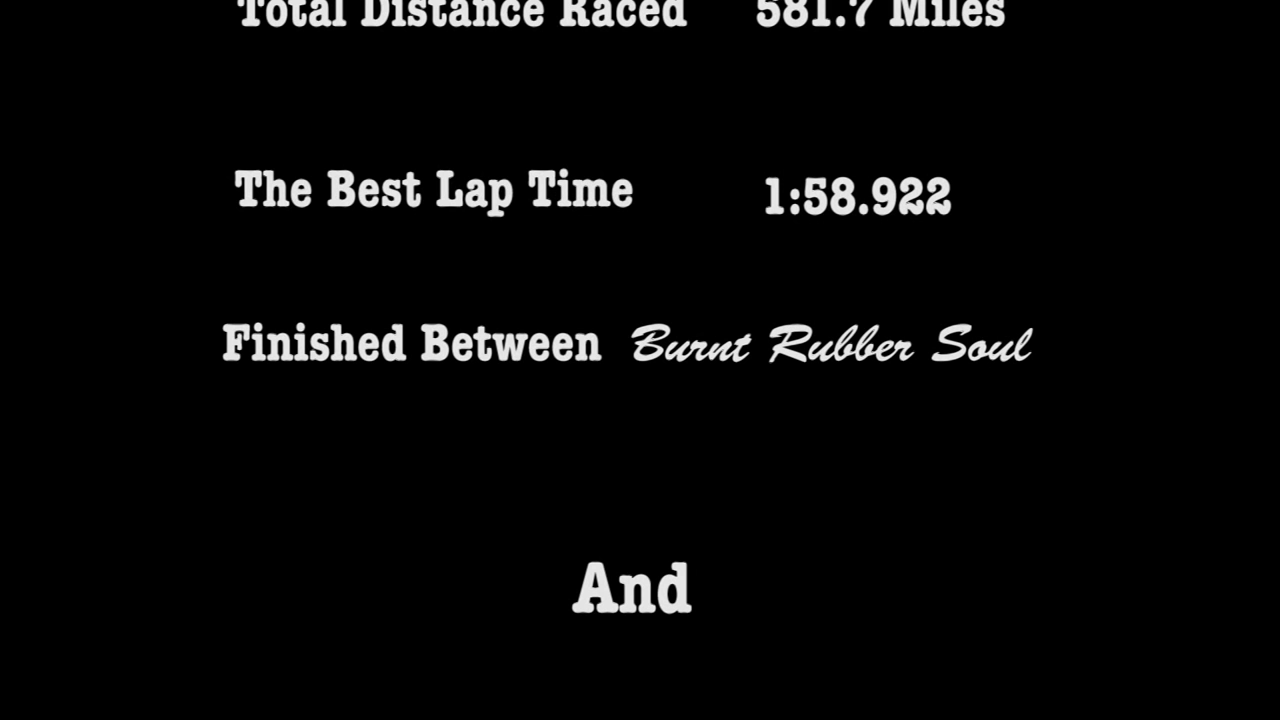 Total Distance Raced 581.7 Miles
The Best Lap Time 1:58.922
Finished Between Burnt Rubber Soul
And